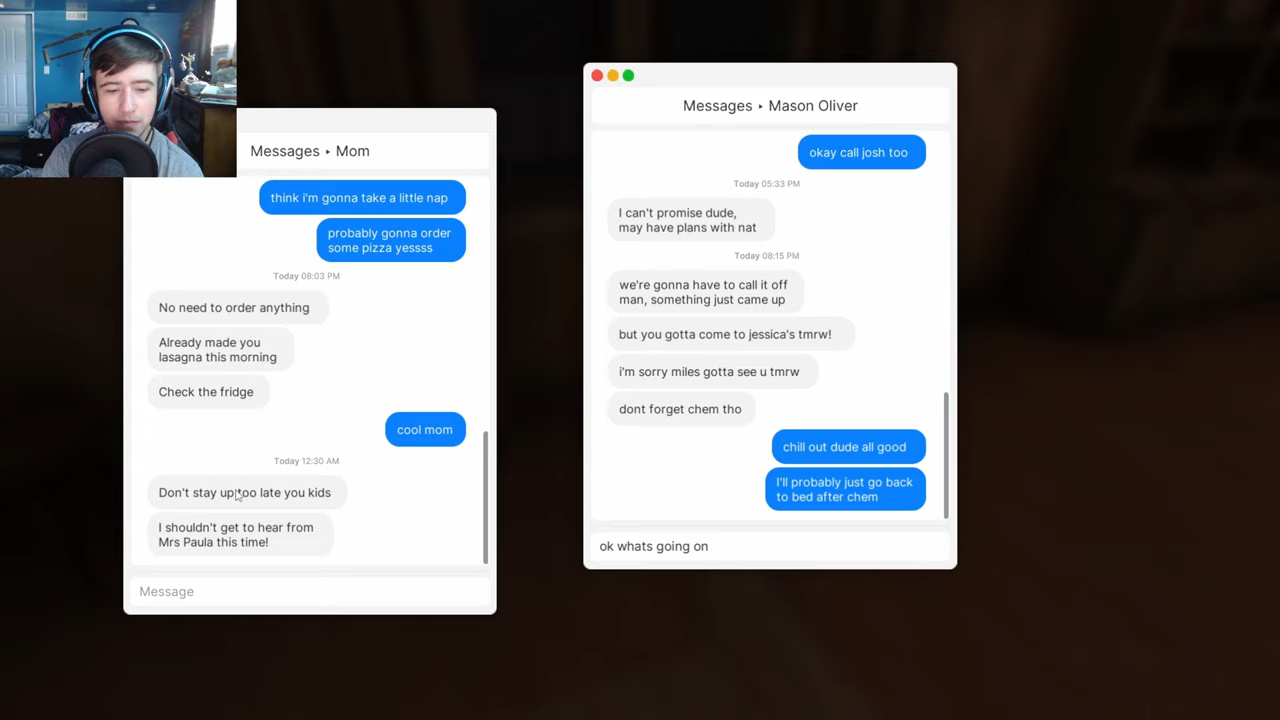 Messages ▸ Mom
think i'm gonna take a little nap
probably gonna order
some pizza yessss
Today 08:03 PM
No need to order anything
Already made you
lasagna this morning
Check the fridge
cool mom
Today 12:30 AM
Don't stay up too late you kids
I shouldn't get to hear from
Mrs Paula this time!
Message
Messages ▸ Mason Oliver
okay call josh too
Today 05:33 PM
I can't promise dude,
may have plans with nat
Today 08:15 PM
we're gonna have to call it off
man, something just came up
but you gotta come to jessica's tmrw!
i'm sorry miles gotta see u tmrw
dont forget chem tho
chill out dude all good
I'll probably just go back
to bed after chem
ok whats going on